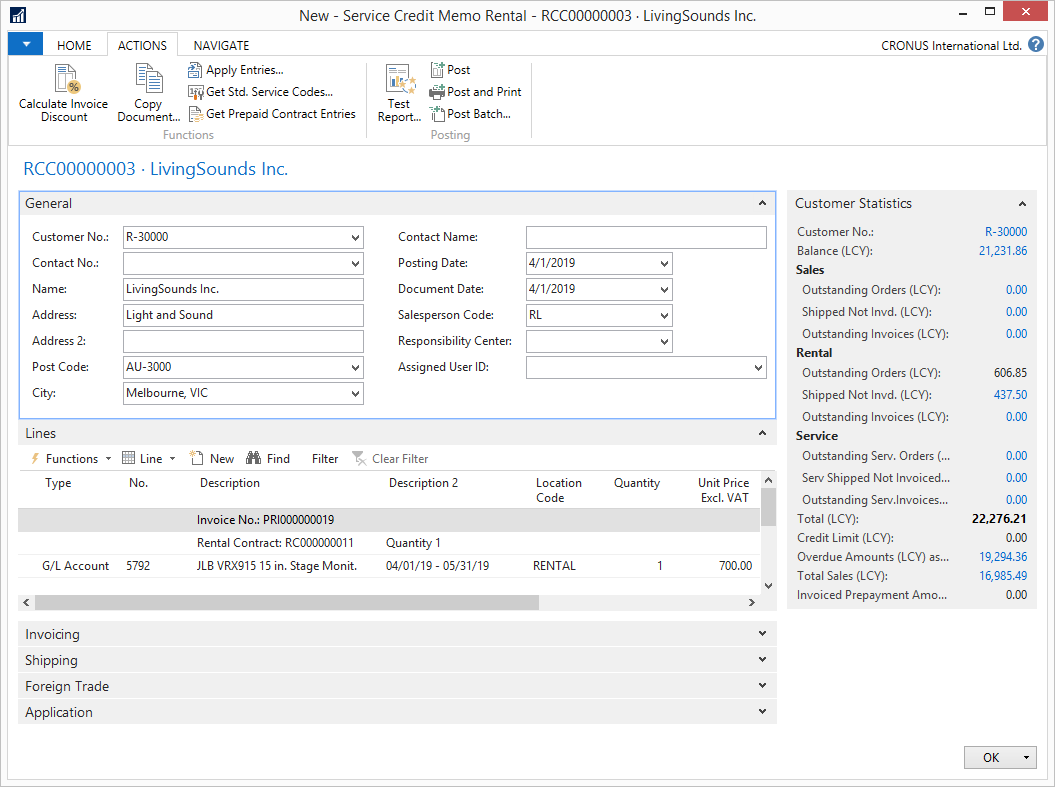 New - Service Credit Memo Rental - RCC00000003 · LivingSounds Inc.
HOME ACTIONS NAVIGATE CRONUS International Ltd.
Calculate Invoice Discount
Copy Document...
Apply Entries...
Get Std. Service Codes...
Get Prepaid Contract Entries
Functions
Test Report...
Post
Post and Print
Post Batch...
Posting
RCC00000003 · LivingSounds Inc.
General
Customer No.: R-30000
Contact No.:
Name: LivingSounds Inc.
Address: Light and Sound
Address 2:
Post Code: AU-3000
City: Melbourne, VIC
Contact Name:
Posting Date: 4/1/2019
Document Date: 4/1/2019
Salesperson Code: RL
Responsibility Center:
Assigned User ID:
Lines
Functions Line New Find Filter Clear Filter
Type No. Description Description 2 Location Code Quantity Unit Price Excl. VAT
Invoice No.: PRI000000019
Rental Contract: RC000000011 Quantity 1
G/L Account 5792 JLB VRX915 15 in. Stage Monit. 04/01/19 - 05/31/19 RENTAL 1 700.00
Invoicing
Shipping
Foreign Trade
Application
Customer Statistics
Customer No.: R-30000
Balance (LCY): 21,231.86
Sales
Outstanding Orders (LCY): 0.00
Shipped Not Invd. (LCY): 0.00
Outstanding Invoices (LCY): 0.00
Rental
Outstanding Orders (LCY): 606.85
Shipped Not Invd. (LCY): 437.50
Outstanding Invoices (LCY): 0.00
Service
Outstanding Serv. Orders (... 0.00
Serv Shipped Not Invoiced... 0.00
Outstanding Serv.Invoices... 0.00
Total (LCY): 22,276.21
Credit Limit (LCY): 0.00
Overdue Amounts (LCY) as... 19,294.36
Total Sales (LCY): 16,985.49
Invoiced Prepayment Amo... 0.00
OK